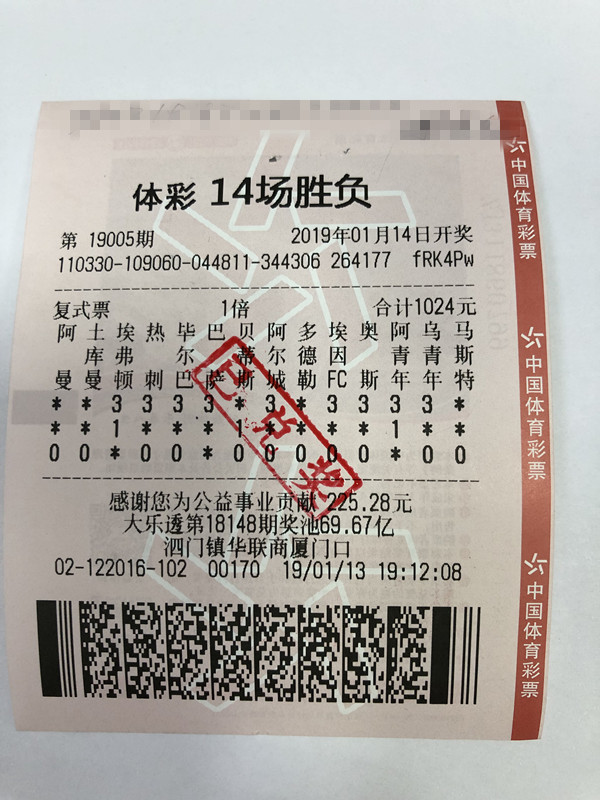 体彩 14场胜负
第 19005期 2019年01月14日开奖
110330-109060-044811-344306 264177 fRK4Pw
复式票 1倍 合计1024元
阿 土 埃 热 毕 巴 贝 阿 多 埃 奥 阿 乌 马
库 弗 尔 蒂 尔 德 因 青 青 斯
曼 曼 顿 刺 巴 萨 斯 城 勒 FC 斯 年 年 特
* * 3 3 3 3 * 3 * 3 3 3 3 *
* * 1 * * * 1 * * * * 1 * *
0 0 * 0 0 * 0 0 0 0 0 * 0 0
已兑奖
感谢您为公益事业贡献 225.28元
大乐透第18148期奖池69.67亿
泗门镇华联商厦门口
02-122016-102 00170 19/01/13 19:12:08
中国体育彩票
中国体育彩票
中国体育彩票